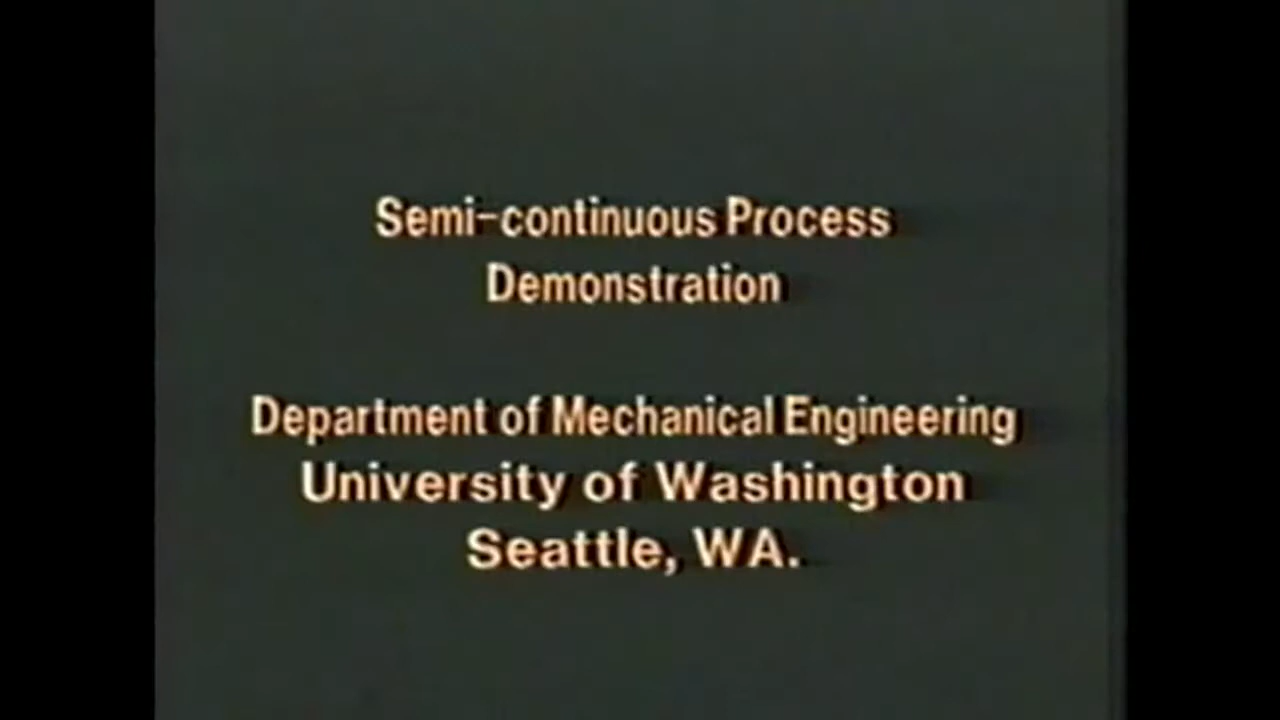 Semi-continuous Process
Demonstration
Department of Mechanical Engineering
University of Washington
Seattle, WA.